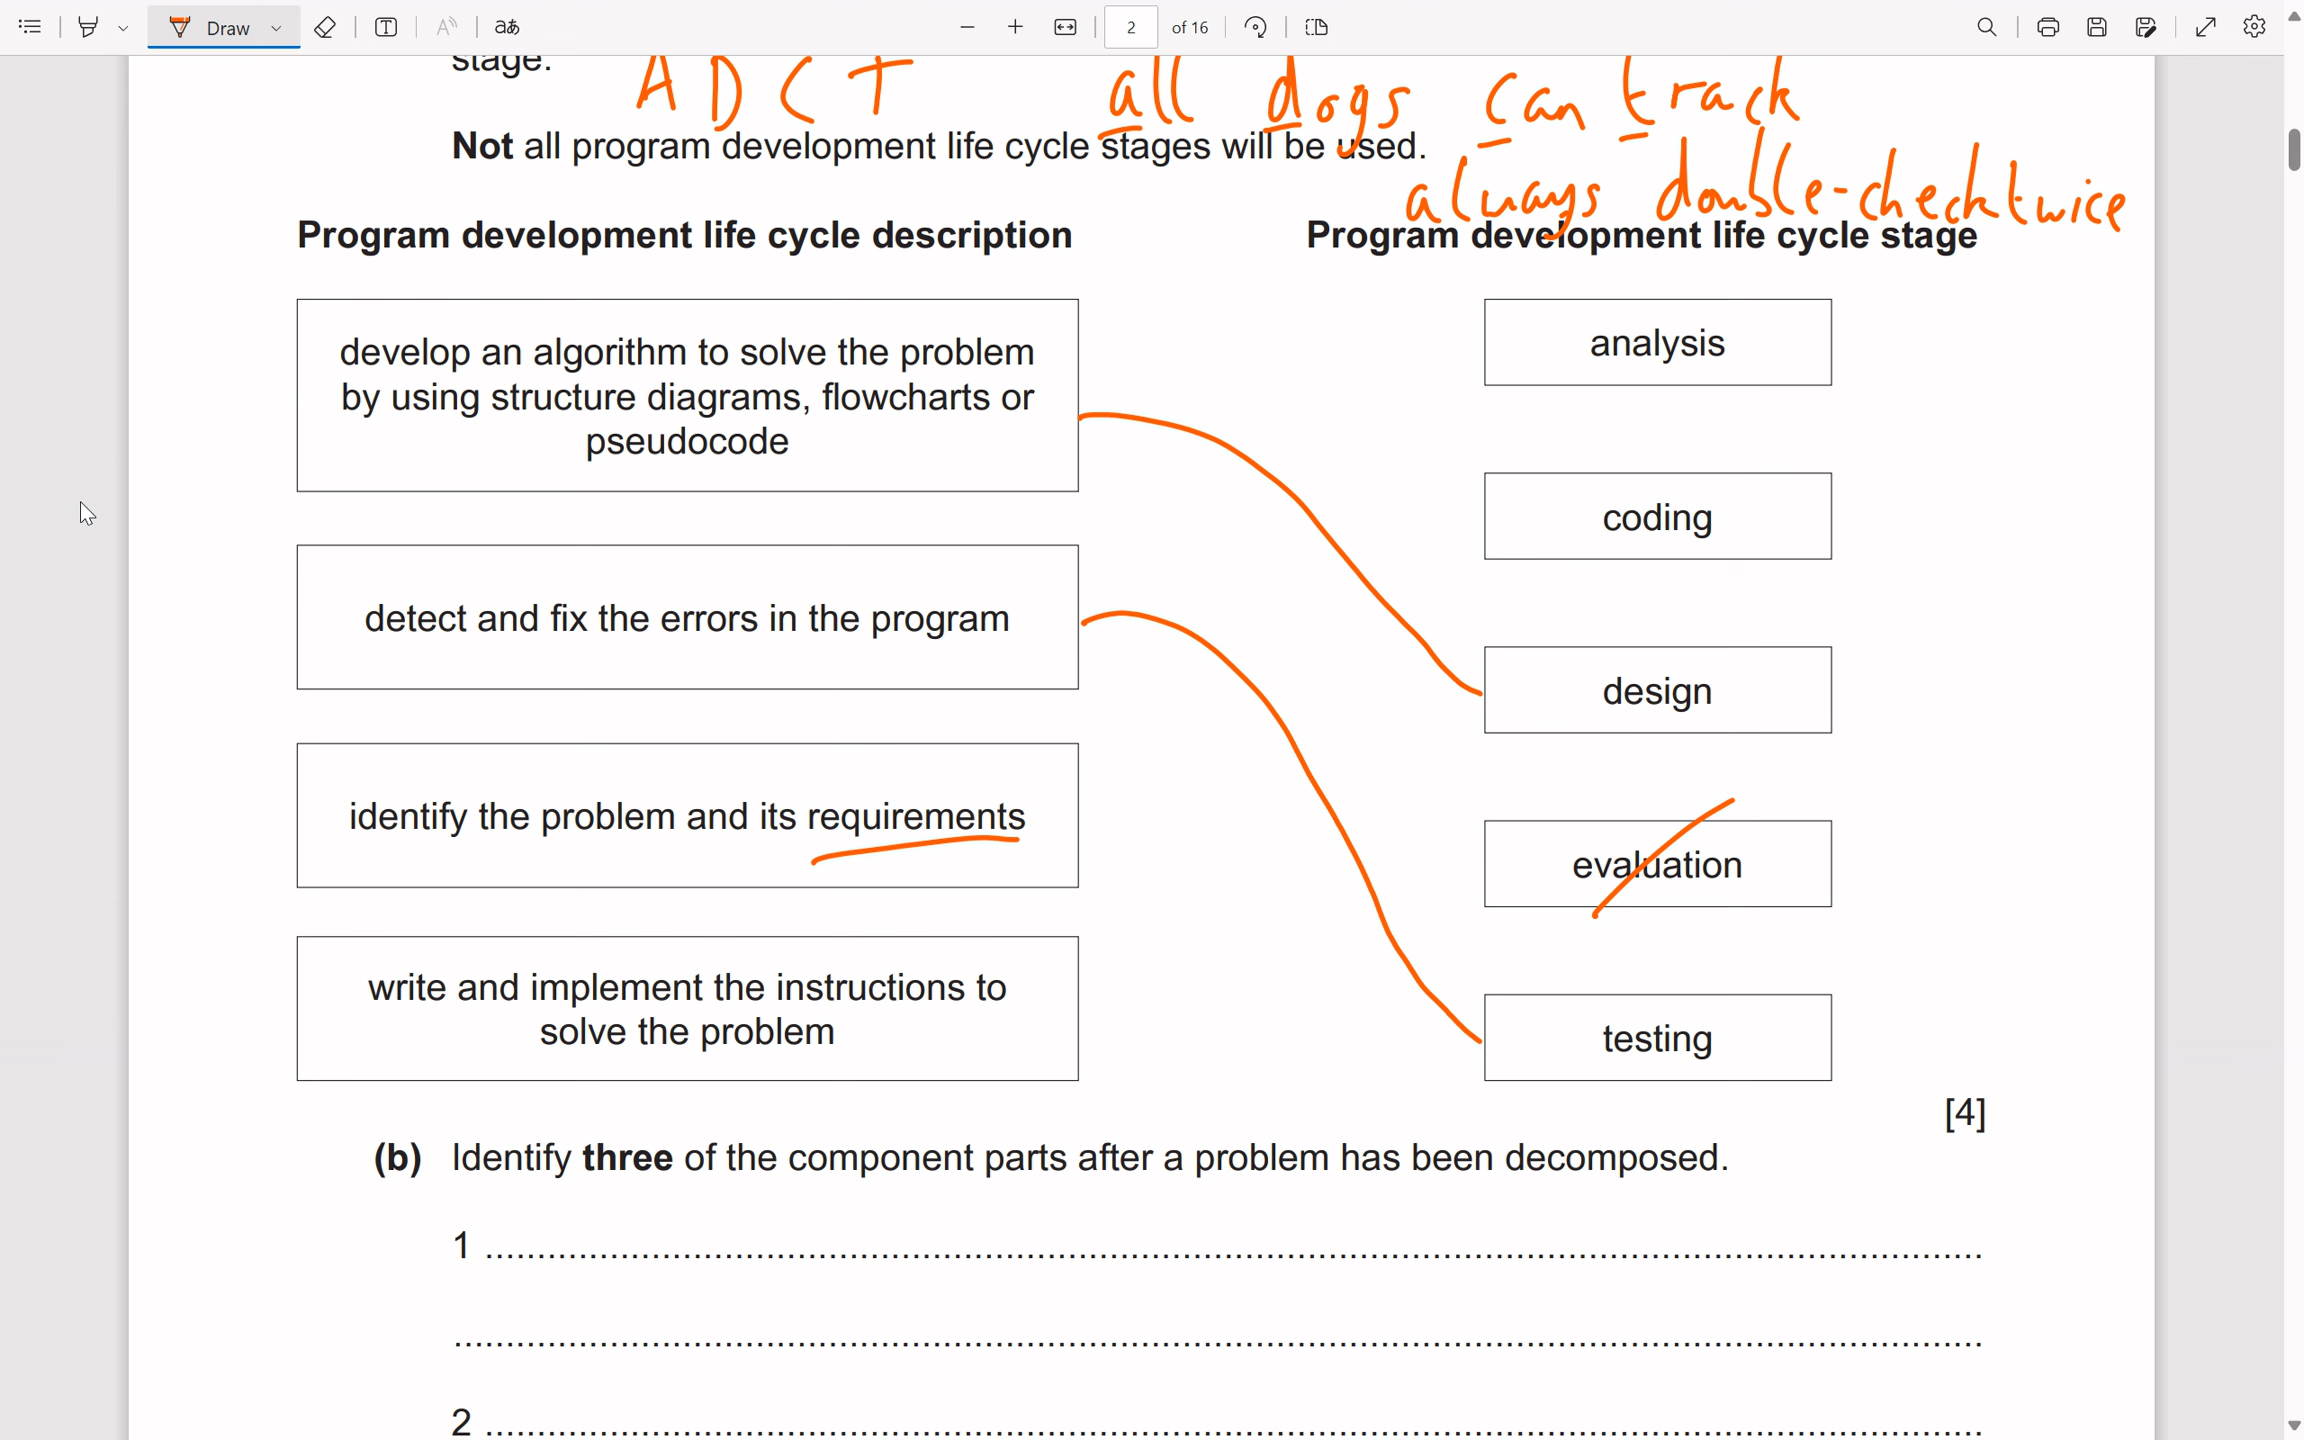 Draw
2 of 16
stage.
A D C T all dogs can track
Not all program development life cycle stages will be used.
always double-check twice
Program development life cycle description Program development life cycle stage
develop an algorithm to solve the problem
by using structure diagrams, flowcharts or
pseudocode
analysis
coding
detect and fix the errors in the program
design
identify the problem and its requirements
evaluation
write and implement the instructions to
solve the problem
testing
[4]
(b) Identify three of the component parts after a problem has been decomposed.
1
2